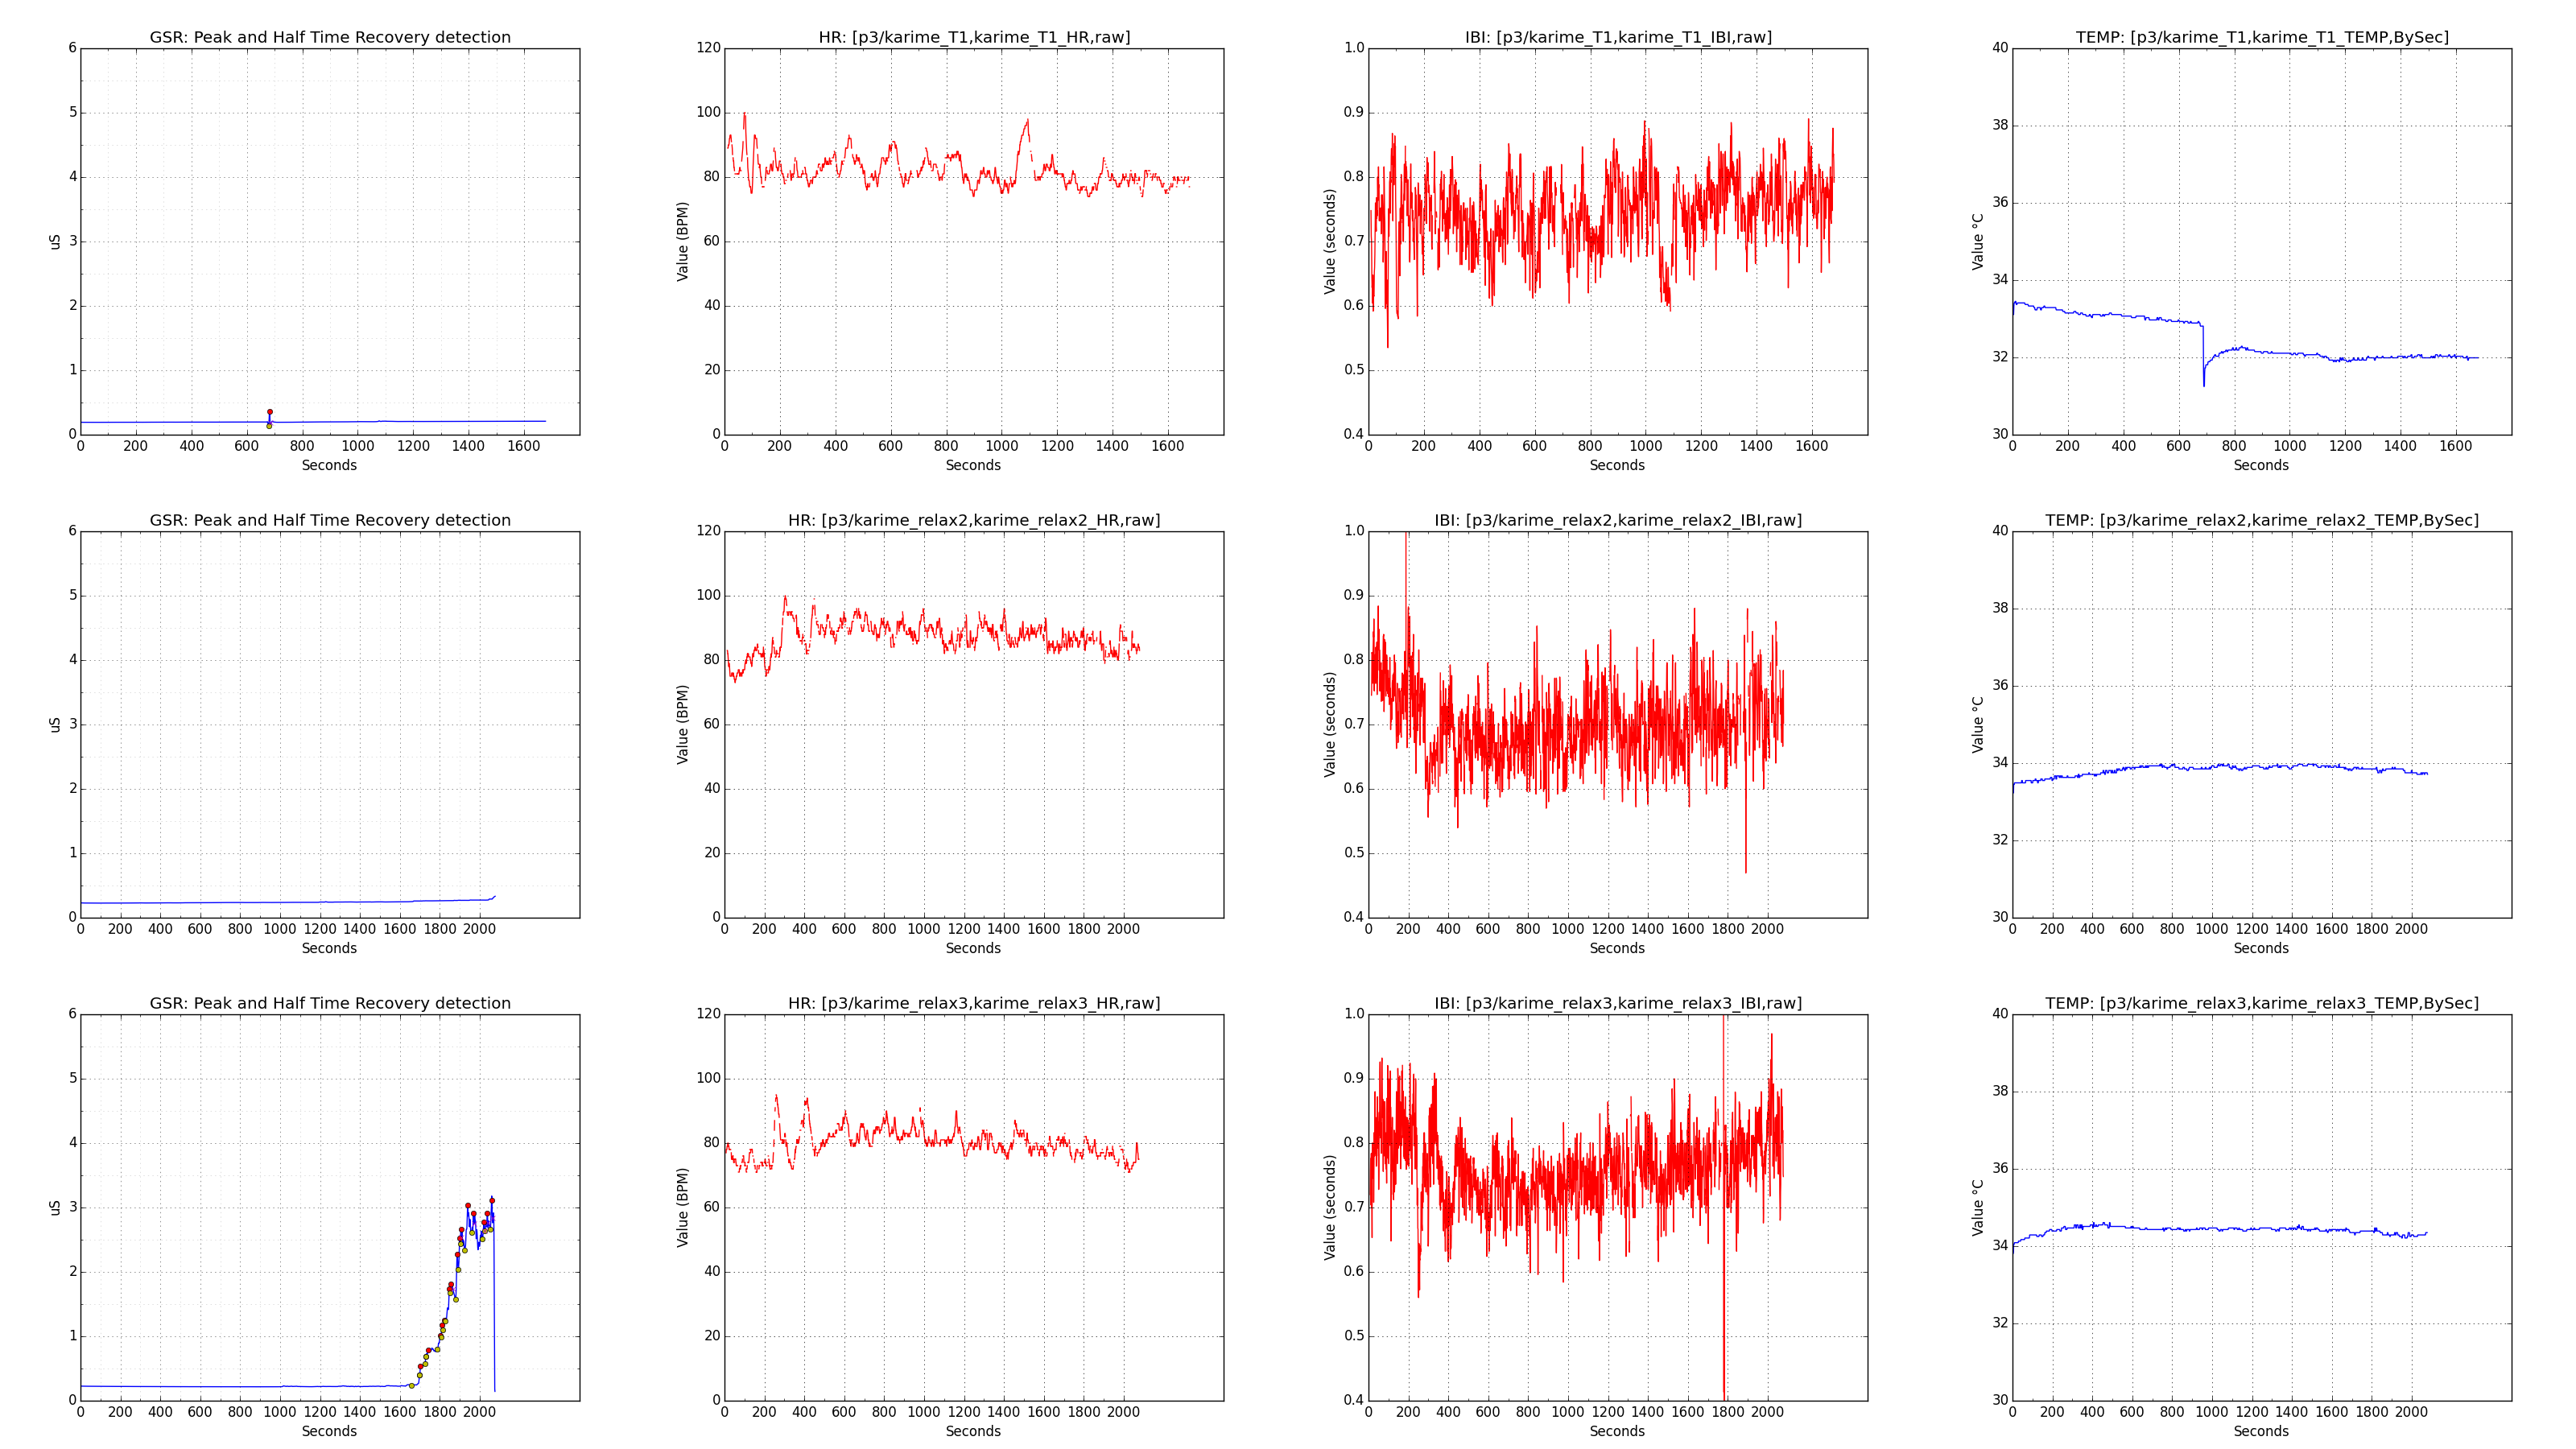 GSR: Peak and Half Time Recovery detection
6
5
4
3
2
1
0
uS
0 200 400 600 800 1000 1200 1400 1600
Seconds
HR: [p3/karime_T1,karime_T1_HR,raw]
120
100
80
60
40
20
0
Value (BPM)
0 200 400 600 800 1000 1200 1400 1600
Seconds
IBI: [p3/karime_T1,karime_T1_IBI,raw]
1.0
0.9
0.8
0.7
0.6
0.5
0.4
Value (seconds)
0 200 400 600 800 1000 1200 1400 1600
Seconds
TEMP: [p3/karime_T1,karime_T1_TEMP,BySec]
40
38
36
34
32
30
Value °C
0 200 400 600 800 1000 1200 1400 1600
Seconds
GSR: Peak and Half Time Recovery detection
6
5
4
3
2
1
0
uS
0 200 400 600 800 1000 1200 1400 1600 1800 2000
Seconds
HR: [p3/karime_relax2,karime_relax2_HR,raw]
120
100
80
60
40
20
0
Value (BPM)
0 200 400 600 800 1000 1200 1400 1600 1800 2000
Seconds
IBI: [p3/karime_relax2,karime_relax2_IBI,raw]
1.0
0.9
0.8
0.7
0.6
0.5
0.4
Value (seconds)
0 200 400 600 800 1000 1200 1400 1600 1800 2000
Seconds
TEMP: [p3/karime_relax2,karime_relax2_TEMP,BySec]
40
38
36
34
32
30
Value °C
0 200 400 600 800 1000 1200 1400 1600 1800 2000
Seconds
GSR: Peak and Half Time Recovery detection
6
5
4
3
2
1
0
uS
0 200 400 600 800 1000 1200 1400 1600 1800 2000
Seconds
HR: [p3/karime_relax3,karime_relax3_HR,raw]
120
100
80
60
40
20
0
Value (BPM)
0 200 400 600 800 1000 1200 1400 1600 1800 2000
Seconds
IBI: [p3/karime_relax3,karime_relax3_IBI,raw]
1.0
0.9
0.8
0.7
0.6
0.5
0.4
Value (seconds)
0 200 400 600 800 1000 1200 1400 1600 1800 2000
Seconds
TEMP: [p3/karime_relax3,karime_relax3_TEMP,BySec]
40
38
36
34
32
30
Value °C
0 200 400 600 800 1000 1200 1400 1600 1800 2000
Seconds